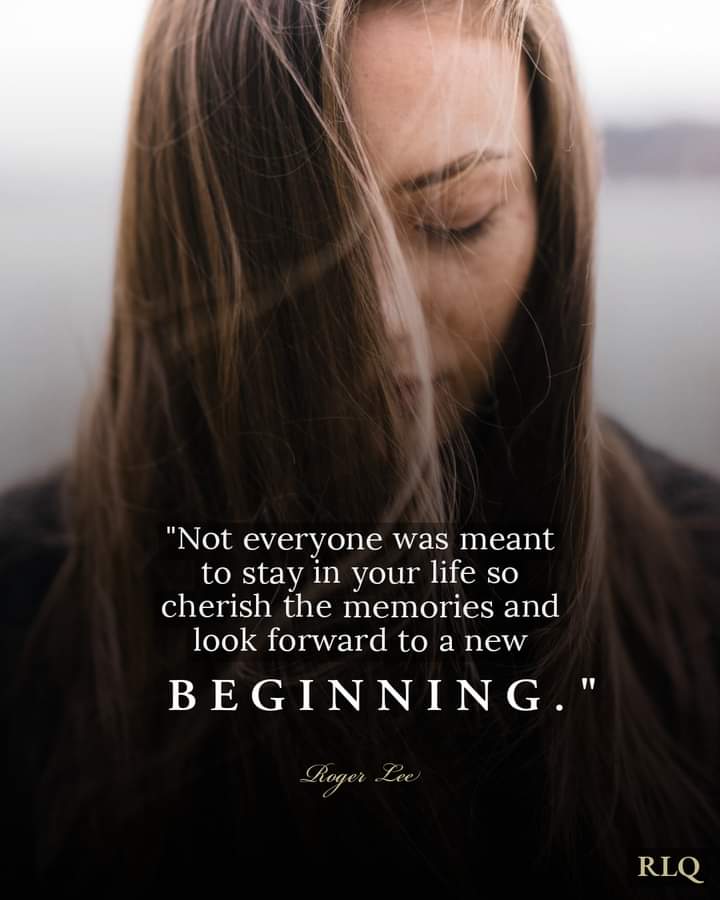 "Not everyone was meant
to stay in your life so
cherish the memories and
look forward to a new
BEGINNING."
Roger Lee
RLQ